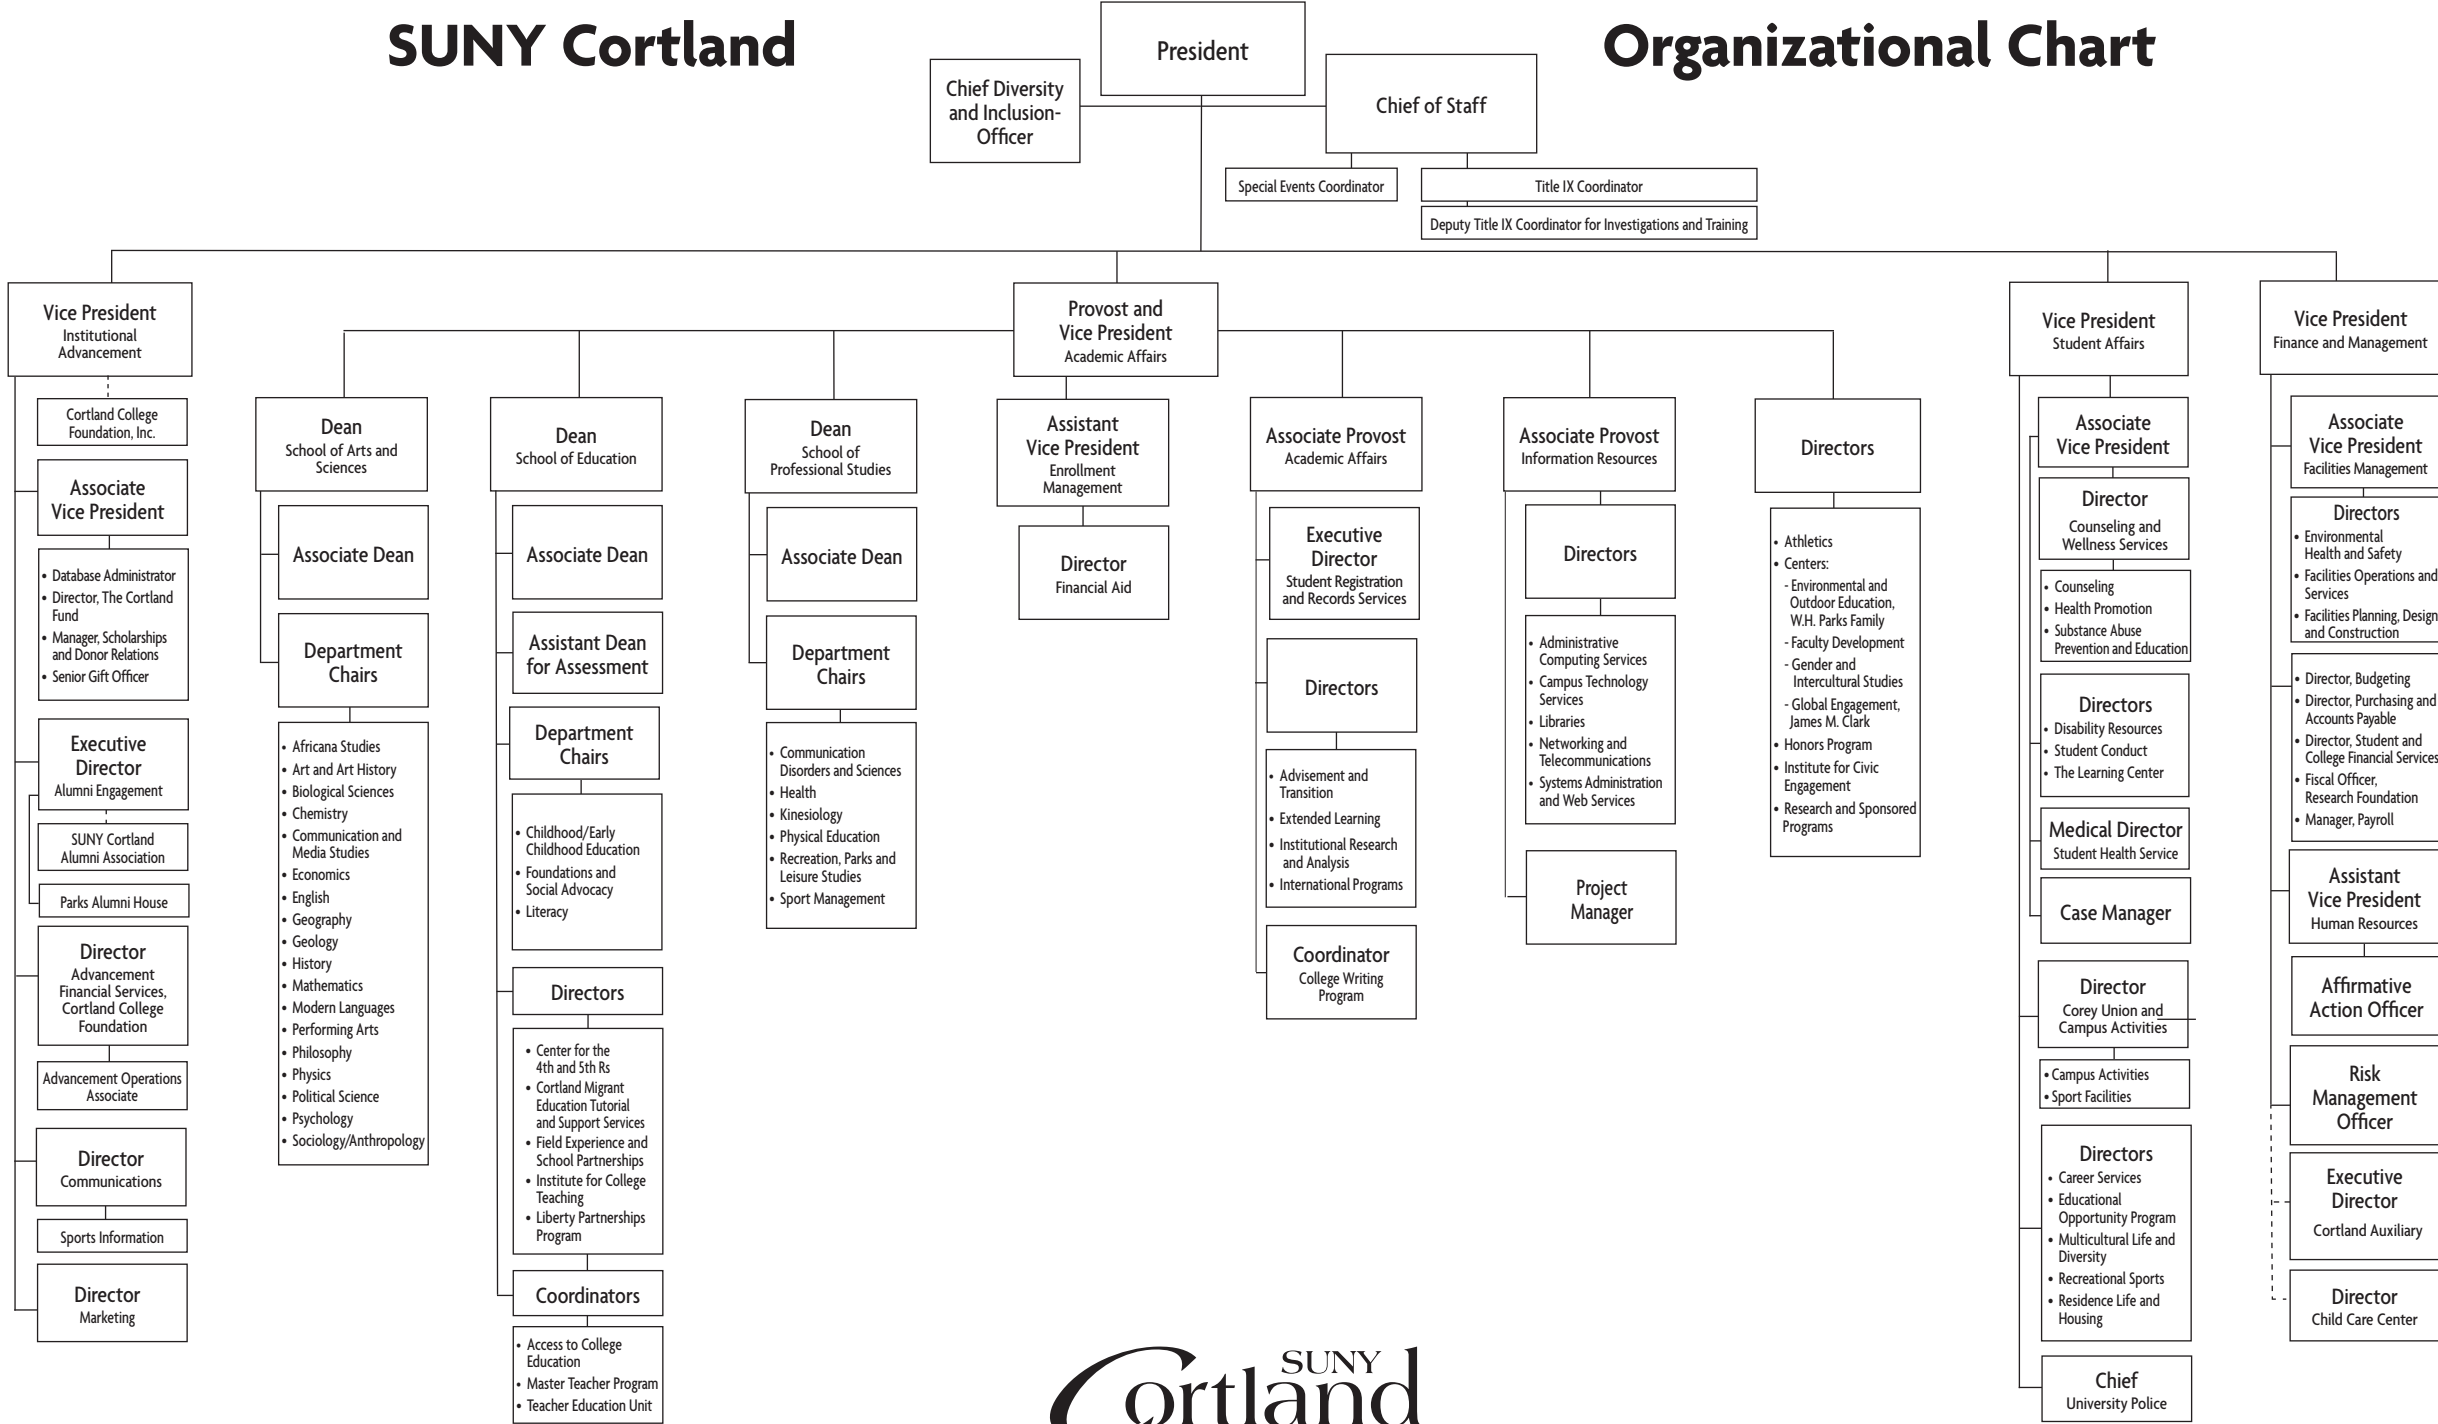 SUNY Cortland
Organizational Chart
President
Chief Diversity
and Inclusion-
Officer
Chief of Staff
Special Events Coordinator
Title IX Coordinator
Deputy Title IX Coordinator for Investigations and Training
Vice President
Institutional
Advancement
Cortland College
Foundation, Inc.
Associate
Vice President
• Database Administrator
• Director, The Cortland
Fund
• Manager, Scholarships
and Donor Relations
• Senior Gift Officer
Executive
Director
Alumni Engagement
SUNY Cortland
Alumni Association
Parks Alumni House
Director
Advancement
Financial Services,
Cortland College
Foundation
Advancement Operations
Associate
Director
Communications
Sports Information
Director
Marketing
Provost and
Vice President
Academic Affairs
Dean
School of Arts and
Sciences
Associate Dean
Department
Chairs
• Africana Studies
• Art and Art History
• Biological Sciences
• Chemistry
• Communication and
Media Studies
• Economics
• English
• Geography
• Geology
• History
• Mathematics
• Modern Languages
• Performing Arts
• Philosophy
• Physics
• Political Science
• Psychology
• Sociology/Anthropology
Dean
School of Education
Associate Dean
Assistant Dean
for Assessment
Department
Chairs
• Childhood/Early
Childhood Education
• Foundations and
Social Advocacy
• Literacy
Directors
• Center for the
4th and 5th Rs
• Cortland Migrant
Education Tutorial
and Support Services
• Field Experience and
School Partnerships
• Institute for College
Teaching
• Liberty Partnerships
Program
Coordinators
• Access to College
Education
• Master Teacher Program
• Teacher Education Unit
Dean
School of
Professional Studies
Associate Dean
Department
Chairs
• Communication
Disorders and Sciences
• Health
• Kinesiology
• Physical Education
• Recreation, Parks and
Leisure Studies
• Sport Management
Assistant
Vice President
Enrollment
Management
Director
Financial Aid
Associate Provost
Academic Affairs
Executive
Director
Student Registration
and Records Services
Directors
• Advisement and
Transition
• Extended Learning
• Institutional Research
and Analysis
• International Programs
Coordinator
College Writing
Program
Associate Provost
Information Resources
Directors
• Administrative
Computing Services
• Campus Technology
Services
• Libraries
• Networking and
Telecommunications
• Systems Administration
and Web Services
Project
Manager
Directors
• Athletics
• Centers:
- Environmental and
Outdoor Education,
W.H. Parks Family
- Faculty Development
- Gender and
Intercultural Studies
- Global Engagement,
James M. Clark
• Honors Program
• Institute for Civic
Engagement
• Research and Sponsored
Programs
Vice President
Student Affairs
Associate
Vice President
Director
Counseling and
Wellness Services
• Counseling
• Health Promotion
• Substance Abuse
Prevention and Education
Directors
• Disability Resources
• Student Conduct
• The Learning Center
Medical Director
Student Health Service
Case Manager
Director
Corey Union and
Campus Activities
• Campus Activities
• Sport Facilities
Directors
• Career Services
• Educational
Opportunity Program
• Multicultural Life and
Diversity
• Recreational Sports
• Residence Life and
Housing
Chief
University Police
Vice President
Finance and Management
Associate
Vice President
Facilities Management
Directors
• Environmental
Health and Safety
• Facilities Operations and
Services
• Facilities Planning, Design
and Construction
• Director, Budgeting
• Director, Purchasing and
Accounts Payable
• Director, Student and
College Financial Services
• Fiscal Officer,
Research Foundation
• Manager, Payroll
Assistant
Vice President
Human Resources
Affirmative
Action Officer
Risk
Management
Officer
Executive
Director
Cortland Auxiliary
Director
Child Care Center
SUNY
Cortland